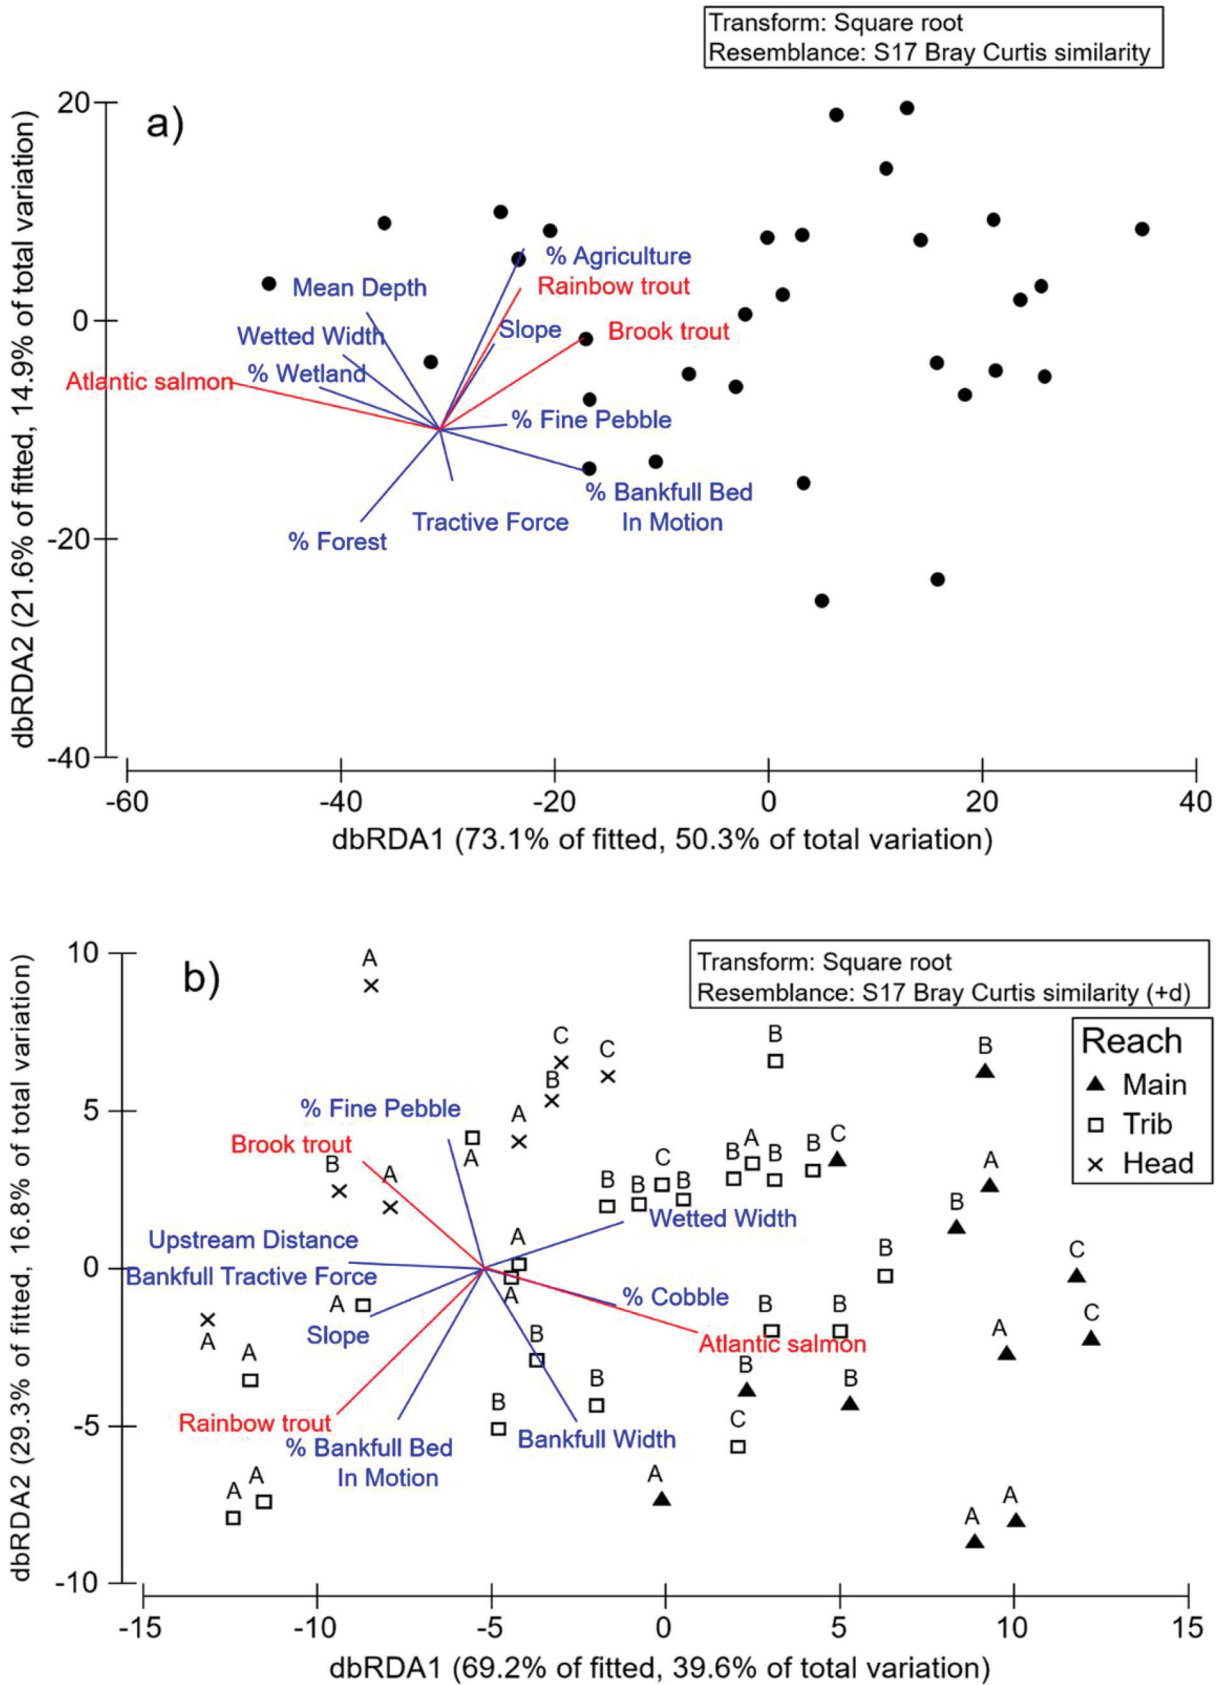 Transform: Square root
Resemblance: S17 Bray Curtis similarity
a)
dbRDA2 (21.6% of fitted, 14.9% of total variation)
20
0
-20
-40
% Agriculture
Mean Depth
Rainbow trout
Wetted Width
Slope
Brook trout
% Wetland
Atlantic salmon
% Fine Pebble
% Bankfull Bed
In Motion
Tractive Force
% Forest
-60 -40 -20 0 20 40
dbRDA1 (73.1% of fitted, 50.3% of total variation)
b)
Transform: Square root
Resemblance: S17 Bray Curtis similarity (+d)
Reach
Main
Trib
Head
dbRDA2 (29.3% of fitted, 16.8% of total variation)
10
5
0
-5
-10
A
C C B
B B
A
% Fine Pebble
Brook trout
B A A
B B C B B A B B C
A
B
Wetted Width
Upstream Distance
A B C
Bankfull Tractive Force
A A
% Cobble
B B C
Slope
A A B A
Atlantic salmon
B B
B B
Rainbow trout
C
% Bankfull Bed
In Motion
Bankfull Width
A A A
A A
-15 -10 -5 0 5 10 15
dbRDA1 (69.2% of fitted, 39.6% of total variation)